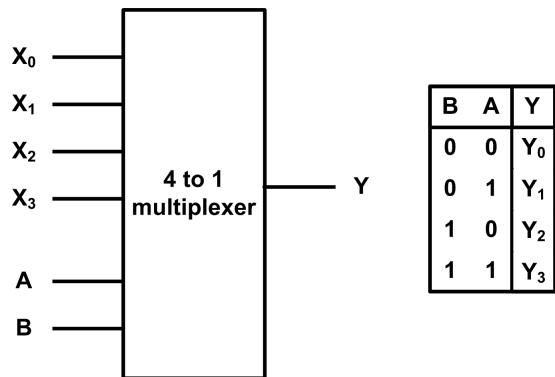 X₀
X₁
X₂
X₃
A
B
4 to 1
multiplexer
Y
B A Y
0 0 Y₀
0 1 Y₁
1 0 Y₂
1 1 Y₃